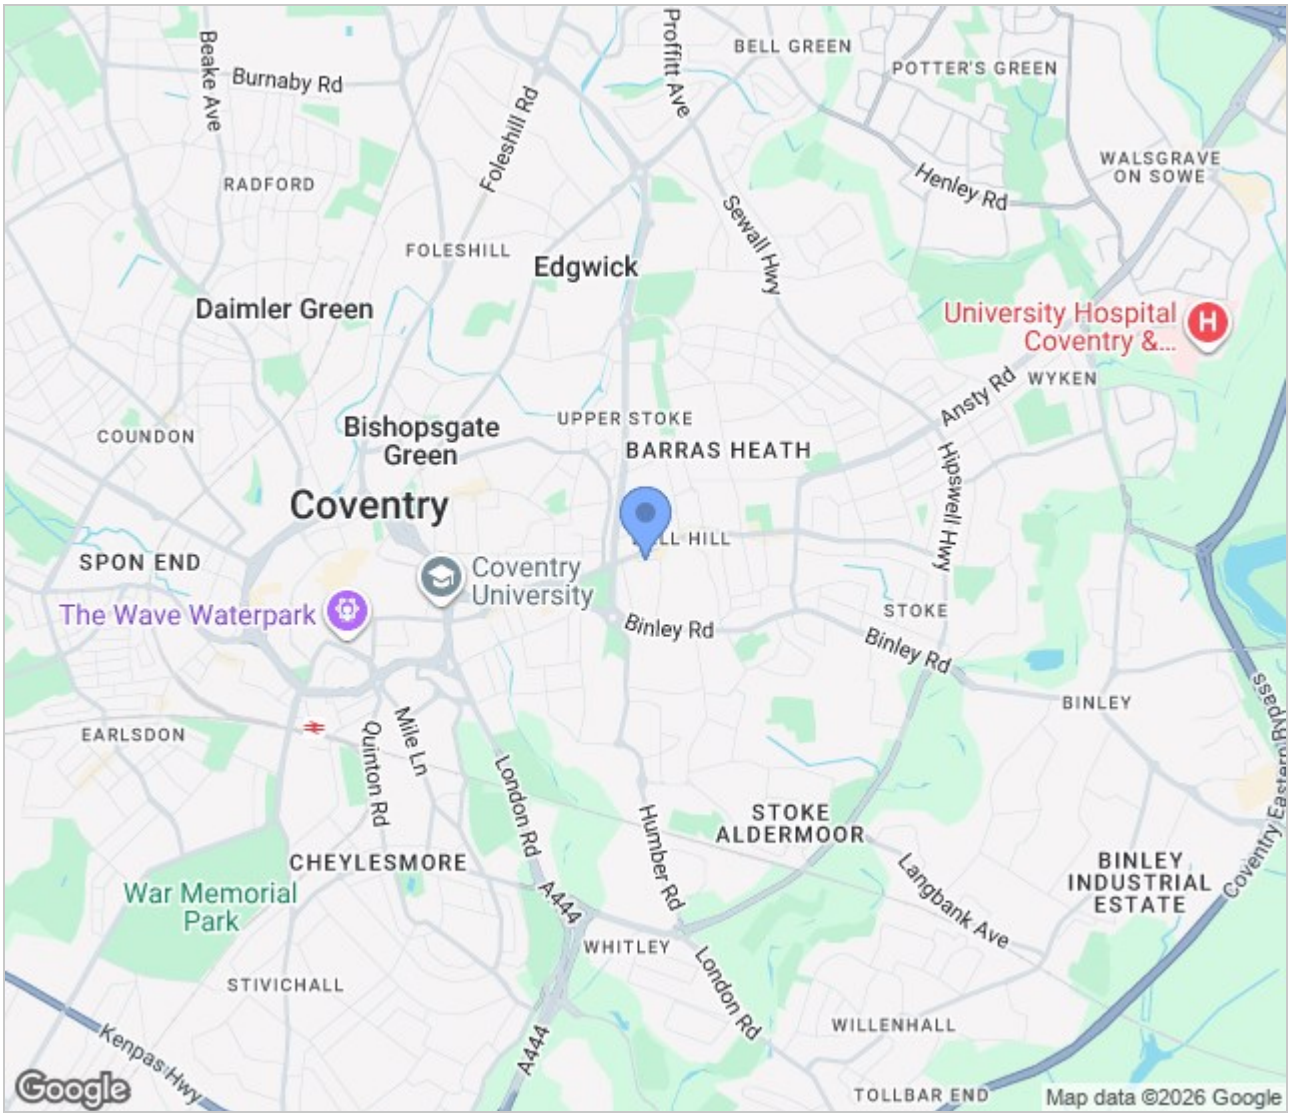 BELL GREEN
Proffitt Ave
Beake Ave
Burnaby Rd
POTTER'S GREEN
Foleshill Rd
WALSGRAVE
ON SOWE
RADFORD
Henley Rd
Sewall Hwy
FOLESHILL
Edgwick
Daimler Green
University Hospital
Coventry &...
H
WYKEN
Ansty Rd
UPPER STOKE
Bishopsgate
Green
COUNDON
BARRAS HEATH
Hipswell Hwy
Coventry
HILL
SPON END
Coventry
University
The Wave Waterpark
STOKE
Binley Rd
Binley Rd
BINLEY
Coventry Eastern Bypass
EARLSDON
Mile Ln
Quinton Rd
London Rd
Humber Rd
STOKE
ALDERMOOR
CHEYLESMORE
War Memorial
Park
Langbank Ave
BINLEY
INDUSTRIAL
ESTATE
A444
WHITLEY
London Rd
STIVICHALL
WILLENHALL
Kenpas Hwy
A444
TOLLBAR END
Google
Map data ©2026 Google